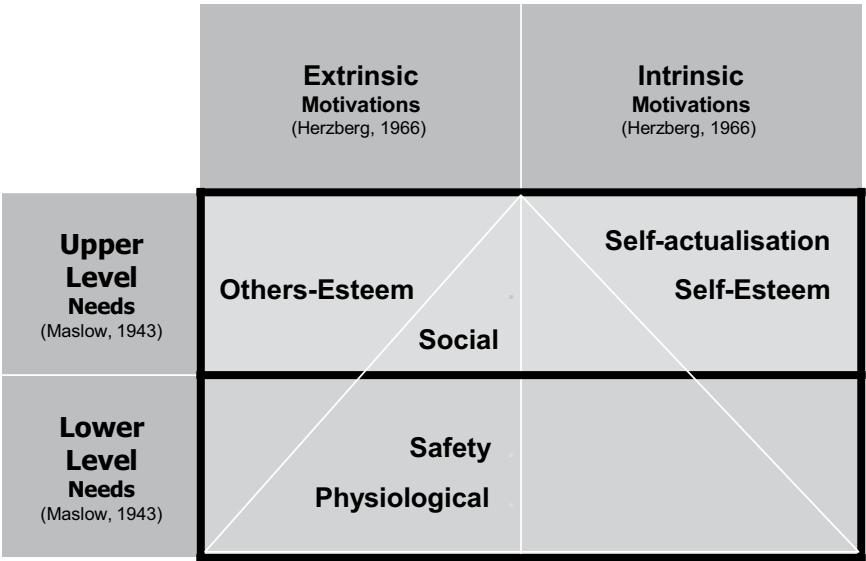 Extrinsic
Motivations
(Herzberg, 1966)
Intrinsic
Motivations
(Herzberg, 1966)
Upper
Level
Needs
(Maslow, 1943)
Others-Esteem
Social
Self-actualisation
Self-Esteem
Lower
Level
Needs
(Maslow, 1943)
Safety
Physiological